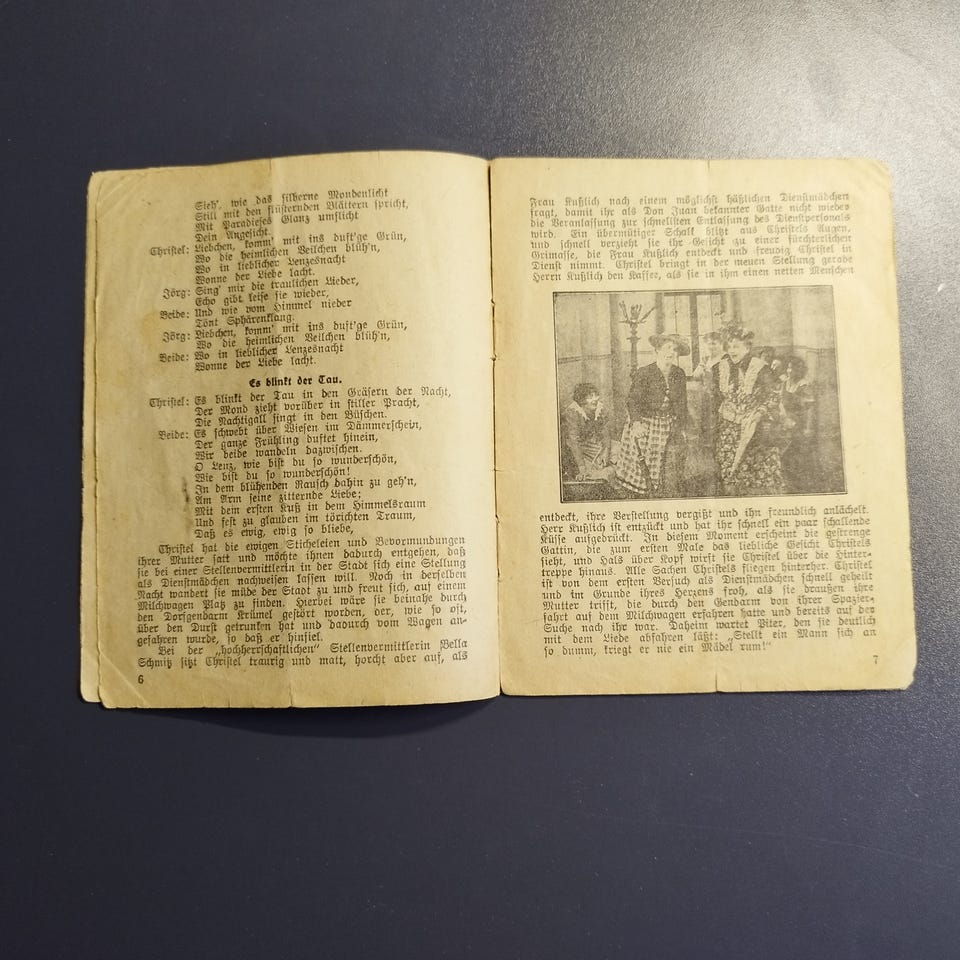 Sieh', wie das silberne Mondenlicht
Still mit den flüsternden Blättern spricht,
Mit Paradieses Glanz umflicht
Dein Angesicht.
Christel: Liebchen, komm' mit ins duft'ge Grün,
Wo die heimlichen Veilchen blüh'n,
Wo in lieblicher Lenzesnacht
Wonne der Liebe lacht.
Jörg: Sing' mir die traulichen Lieder,
Echo gibt leise sie wieder,
Beide: Und wie vom Himmel nieder
Tönt Sphärenklang.
Jörg: Liebchen, komm' mit ins duft'ge Grün,
Wo die heimlichen Veilchen blüh'n,
Beide: Wo in lieblicher Lenzesnacht
Wonne der Liebe lacht.
Es blinkt der Tau.
Christel: Es blinkt der Tau in den Gräsern der Nacht,
Der Mond zieht vorüber in stiller Pracht,
Die Nachtigall singt in den Büschen.
Beide: Es schwebt über Wiesen im Dämmerschein,
Der ganze Frühling duftet hinein,
Wir beide wandeln dazwischen.
O Lenz, wie bist du so wunderschön,
Wie bist du so wunderschön!
In dem blühenden Rausch dahin zu geh'n,
Am Arm seine zitternde Liebe;
Mit dem ersten Kuß in dem Himmelsraum
Und fest zu glauben im törichten Traum,
Daß es ewig, ewig so bliebe,
Christel hat die ewigen Sticheleien und Bevormundungen
ihrer Mutter satt und möchte ihnen dadurch entgehen, daß
sie bei einer Stellenvermittlerin in der Stadt sich eine Stellung
als Dienstmädchen nachweisen lassen will. Noch in derselben
Nacht wandert sie müde der Stadt zu und freut sich, auf einem
Milchwagen Platz zu finden. Hierbei wäre sie beinahe durch
den Dorfgendarm Krümel gestört worden, der, wie so oft,
über den Durst getrunken hat und dadurch vom Wagen an-
gefahren wurde, so daß er hinfiel.
Bei der „hochherrschaftlichen" Stellenvermittlerin Bella
Schmitz sitzt Christel traurig und matt, horcht aber auf, als
6
Frau Kußlich nach einem möglichst häßlichen Dienstmädchen
fragt, damit ihr als Don Juan bekannter Gatte nicht wieder
die Veranlassung zur schnellsten Entlassung des Dienstpersonals
wird. Ein übermütiger Schalk blitzt aus Christels Augen,
und schnell verzieht sie ihr Gesicht zu einer fürchterlichen
Grimasse, die Frau Kußlich entdeckt und freudig Christel in
Dienst nimmt. Christel bringt in der neuen Stellung gerade
Herrn Kußlich den Kaffee, als sie in ihm einen netten Menschen
entdeckt, ihre Verstellung vergißt und ihn freundlich anlächelt.
Herr Kußlich ist entzückt und hat ihr schnell ein paar schallende
Küsse aufgedrückt. In diesem Moment erscheint die gestrenge
Gattin, die zum ersten Male das liebliche Gesicht Christels
sieht, und Hals über Kopf wirft sie Christel über die Hinter-
treppe hinaus. Alle Sachen Christels fliegen hinterher. Christel
ist von dem ersten Versuch als Dienstmädchen schnell geheilt
und im Grunde ihres Herzens froh, als sie draußen ihre
Mutter trifft, die durch den Gendarm von ihrer Spazier-
fahrt auf dem Milchwagen erfahren hatte und bereits auf der
Suche nach ihr war. Daheim wartet Piter, den sie deutlich
mit dem Liebe abfahren läßt: „Stellt ein Mann sich an
so dumm, kriegt er nie ein Mädel rum!"
7